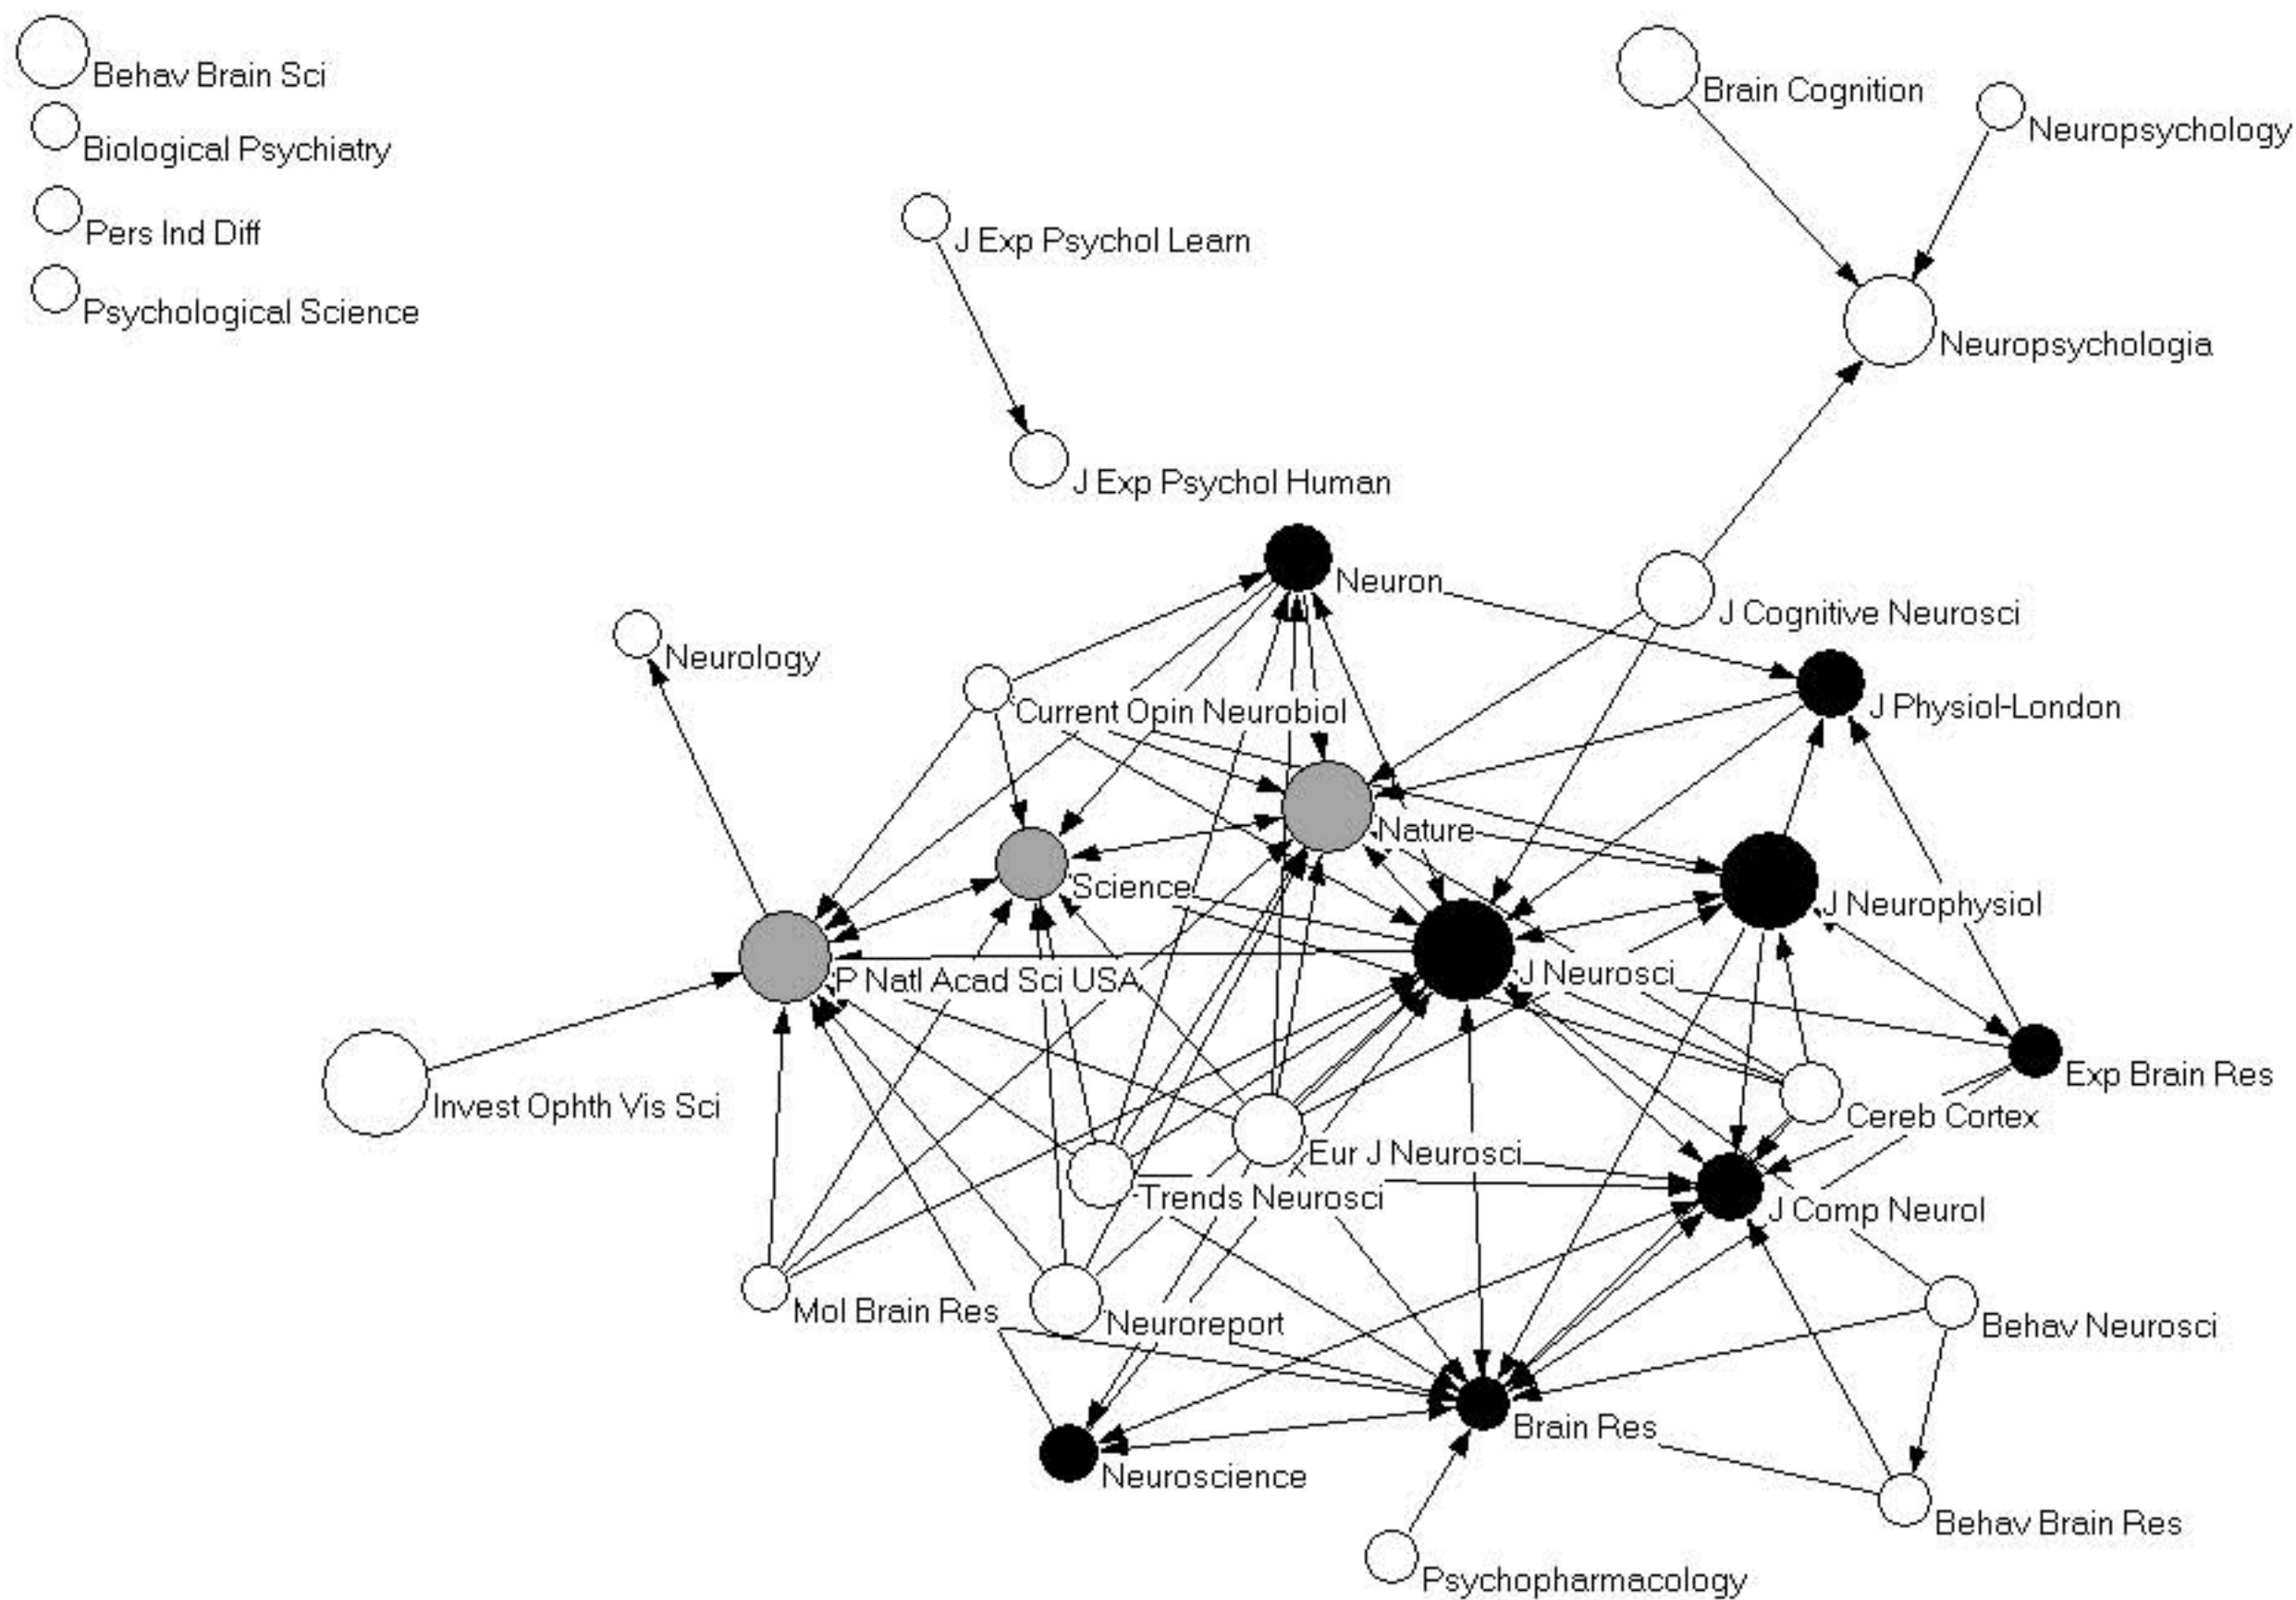 Behav Brain Sci
Brain Cognition
Neuropsychology
Biological Psychiatry
Pers Ind Diff
J Exp Psychol Learn
Psychological Science
Neuropsychologia
J Exp Psychol Human
Neuron
J Cognitive Neurosci
Neurology
Current Opin Neurobiol
J Physiol-London
Nature
Science
J Neurophysiol
P Natl Acad Sci USA
J Neurosci
Exp Brain Res
Invest Ophth Vis Sci
Cereb Cortex
Eur J Neurosci
Trends Neurosci
J Comp Neurol
Mol Brain Res
Neuroreport
Behav Neurosci
Brain Res
Neuroscience
Behav Brain Res
Psychopharmacology